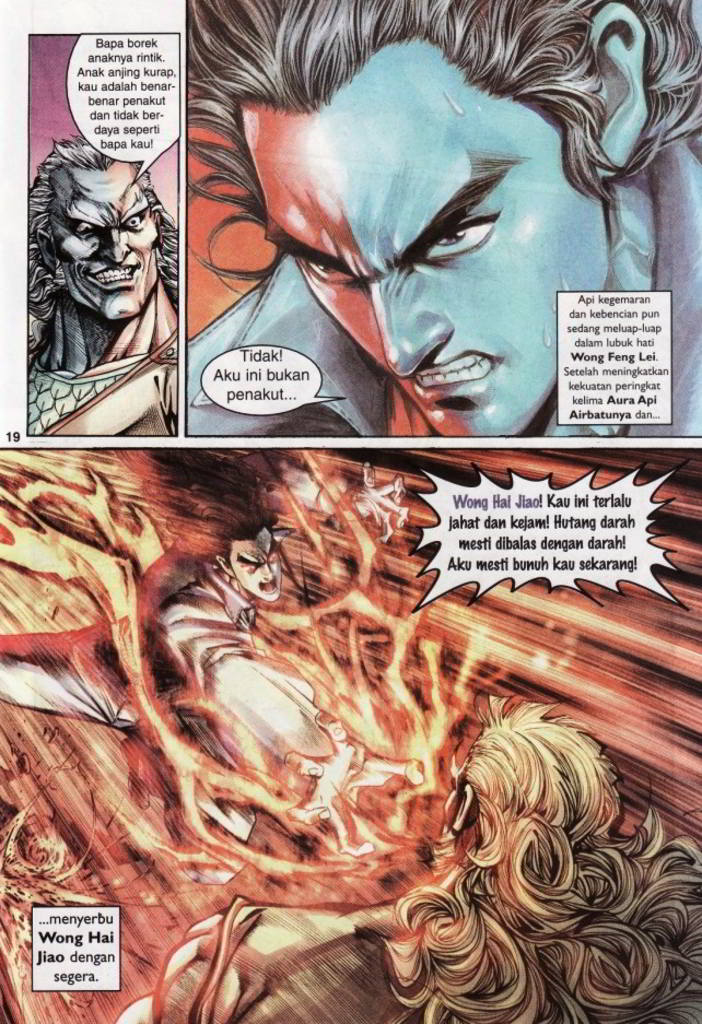 Bapa borek
anaknya rintik.
Anak anjing kurap,
kau adalah benar-
benar penakut
dan tidak ber-
daya seperti
bapa kau!
Tidak!
Aku ini bukan
penakut...
Api kegemaran
dan kebencian pun
sedang meluap-luap
dalam lubuk hati
Wong Feng Lei.
Setelah meningkatkan
kekuatan peringkat
kelima Aura Api
Airbatunya dan...
19
Wong Hai Jiao! Kau ini terlalu
jahat dan kejam! Hutang darah
mesti dibalas dengan darah!
Aku mesti bunuh kau sekarang!
...menyerbu
Wong Hai
Jiao dengan
segera.